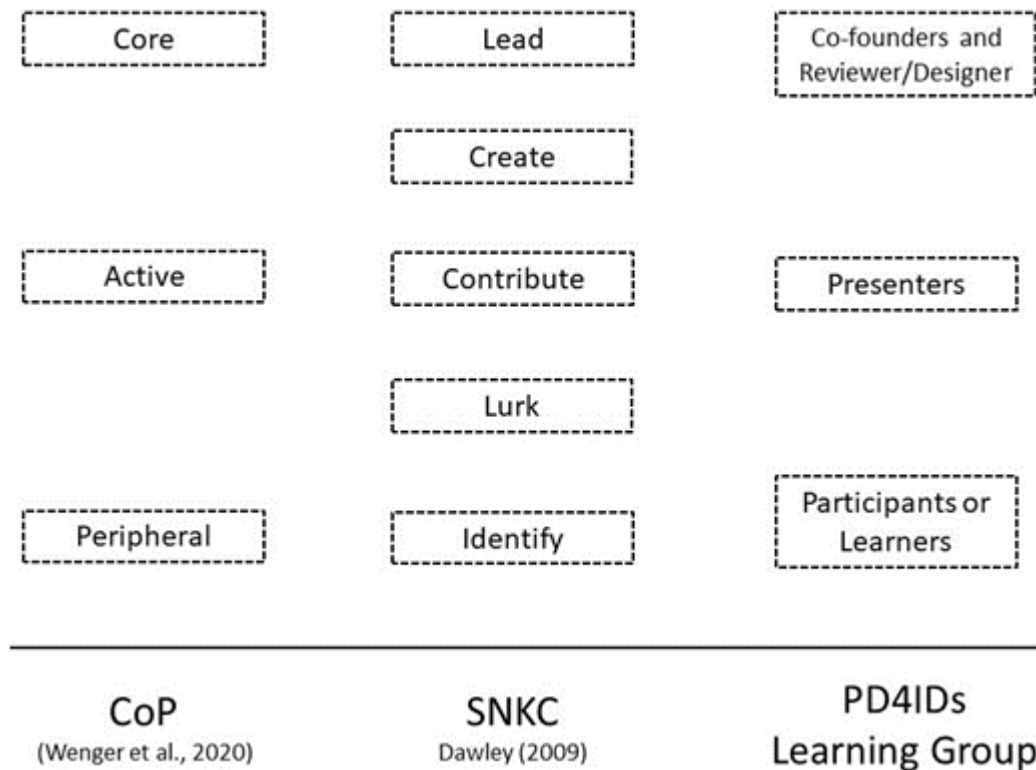 Core
Lead
Co-founders and
Reviewer/Designer
Create
Active
Contribute
Presenters
Lurk
Peripheral
Identify
Participants or
Learners
CoP
(Wenger et al., 2020)
SNKC
Dawley (2009)
PD4IDs
Learning Group